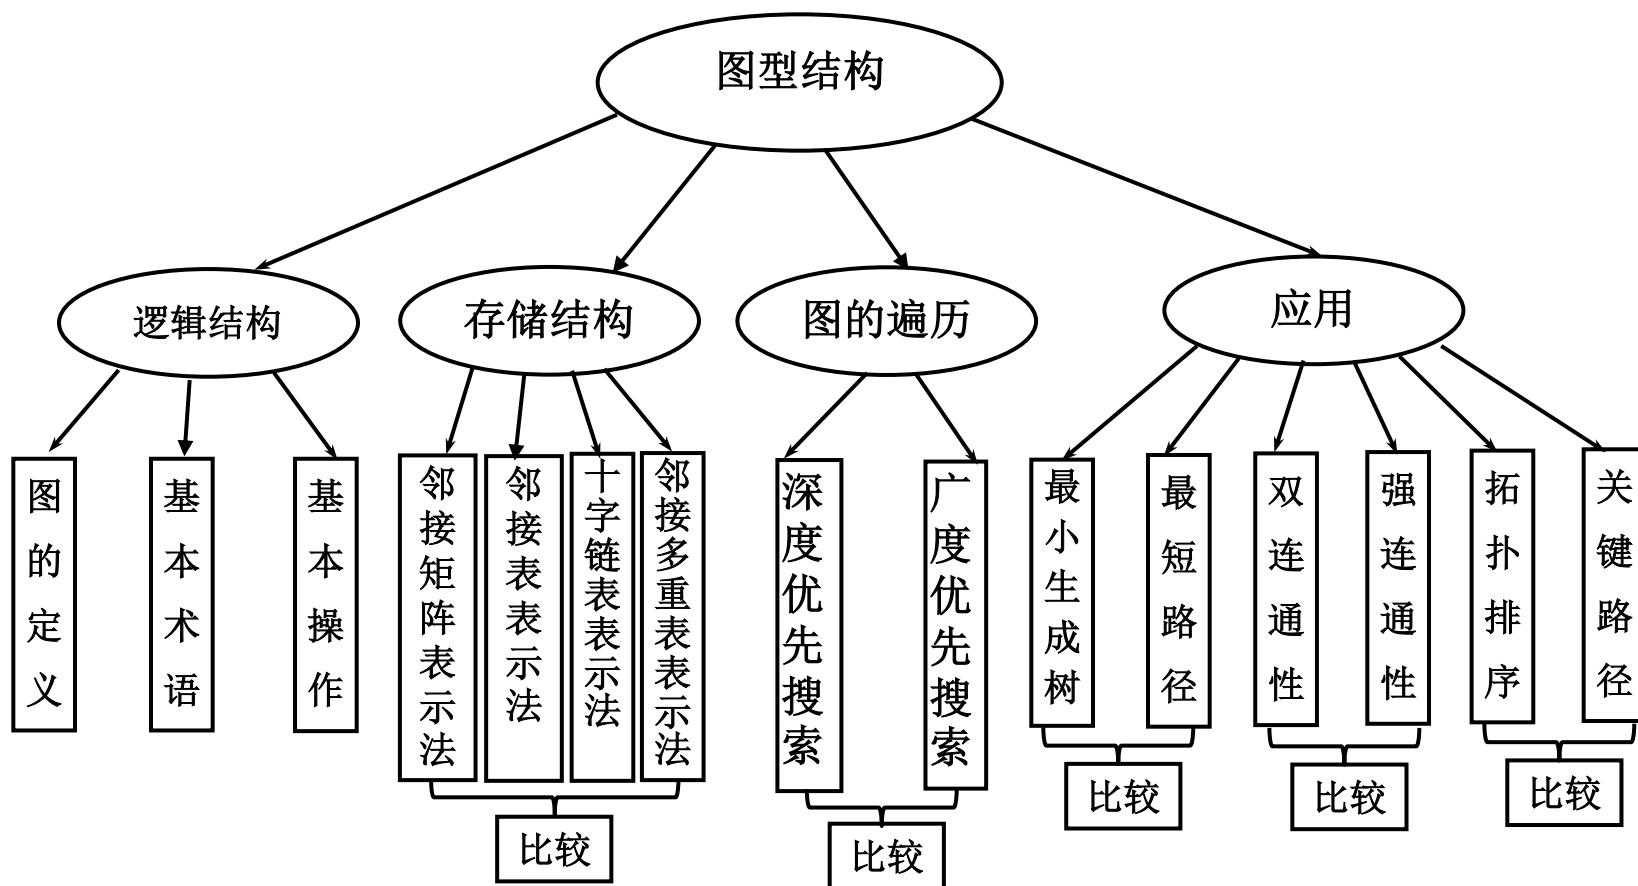 图型结构
逻辑结构
存储结构
图的遍历
应用
图的定义
基本术语
基本操作
邻接矩阵表示法
邻接表表示法
十字链表表示法
邻接多重表表示法
深度优先搜索
广度优先搜索
最小生成树
最短路径
双连通性
强连通性
拓扑排序
关键路径
比较
比较
比较
比较
比较